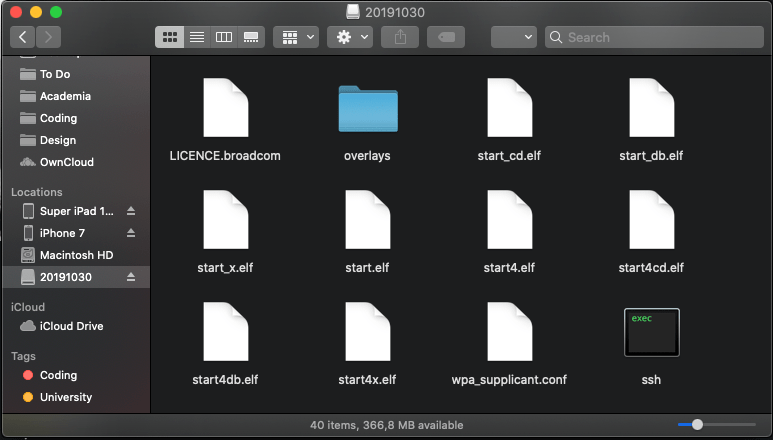 20191030
Search
To Do
Academia
Coding
Design
OwnCloud
Locations
Super iPad 1...
iPhone 7
Macintosh HD
20191030
iCloud
iCloud Drive
Tags
Coding
University
LICENCE.broadcom
overlays
start_cd.elf
start_db.elf
start_x.elf
start.elf
start4.elf
start4cd.elf
exec
start4db.elf
start4x.elf
wpa_supplicant.conf
ssh
40 items, 366,8 MB available